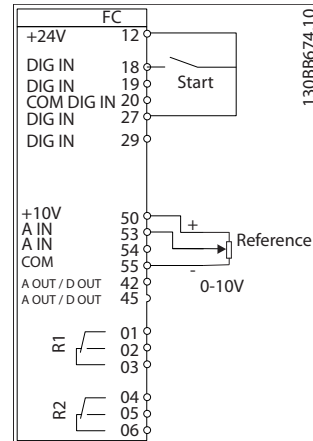 FC
+24V 12
DIG IN 18
DIG IN 19
COM DIG IN 20
DIG IN 27
DIG IN 29
Start
+10V 50
A IN 53
A IN 54
COM 55
A OUT / D OUT 42
A OUT / D OUT 45
+
Reference
-
0-10V
R1
01
02
03
R2
04
05
06
130BB674.10